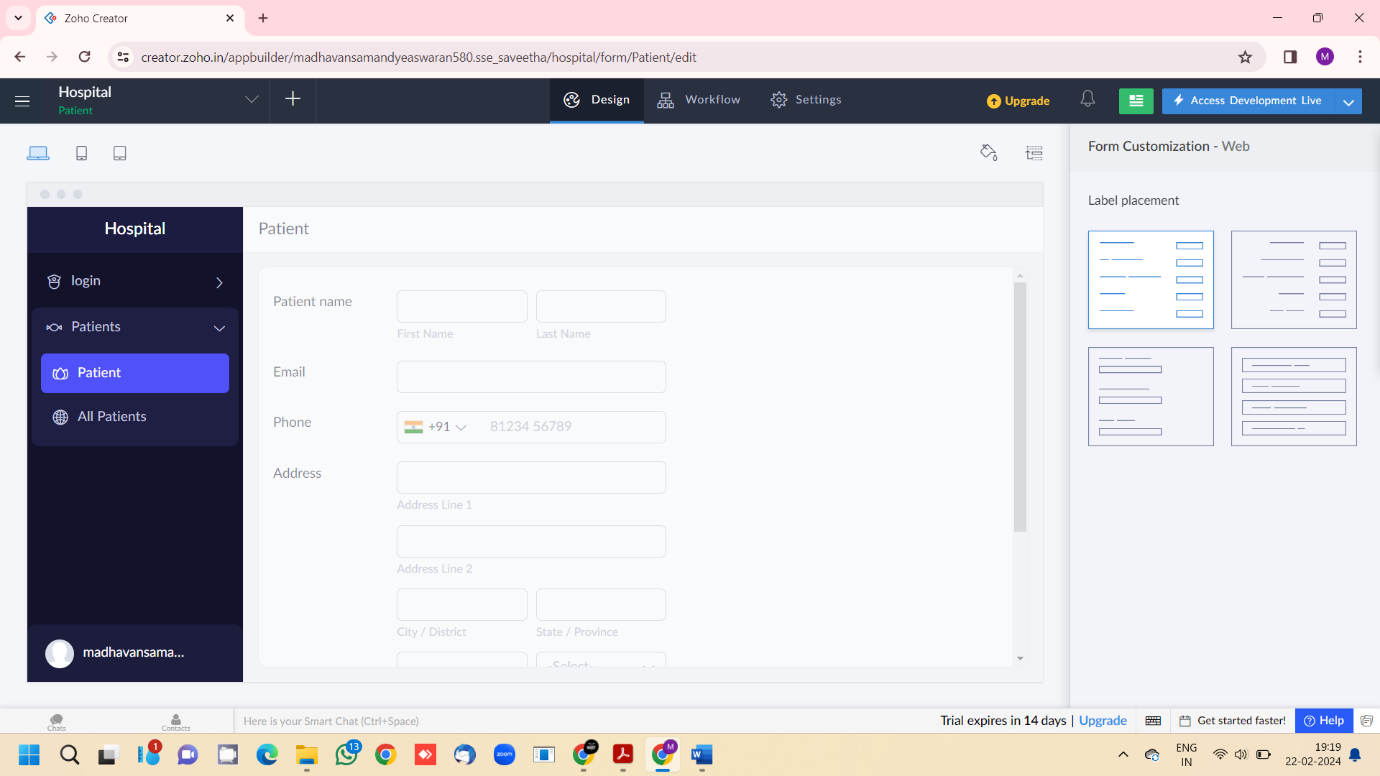 Zoho Creator
creator.zoho.in/appbuilder/madhavansamandyeaswaran580.sse_saveetha/hospital/form/Patient/edit
M
Hospital
Patient
Design
Workflow
Settings
Upgrade
Access Development Live
Form Customization - Web
Label placement
Hospital
login
Patients
Patient
All Patients
madhavansama...
Patient
Patient name
First Name
Last Name
Email
Phone
+91
81234 56789
Address
Address Line 1
Address Line 2
City / District
State / Province
-Select-
Chats
Contacts
Here is your Smart Chat (Ctrl+Space)
Trial expires in 14 days | Upgrade
Get started faster!
Help
1
13
zoom
M
W
ENG
IN
19:19
22-02-2024